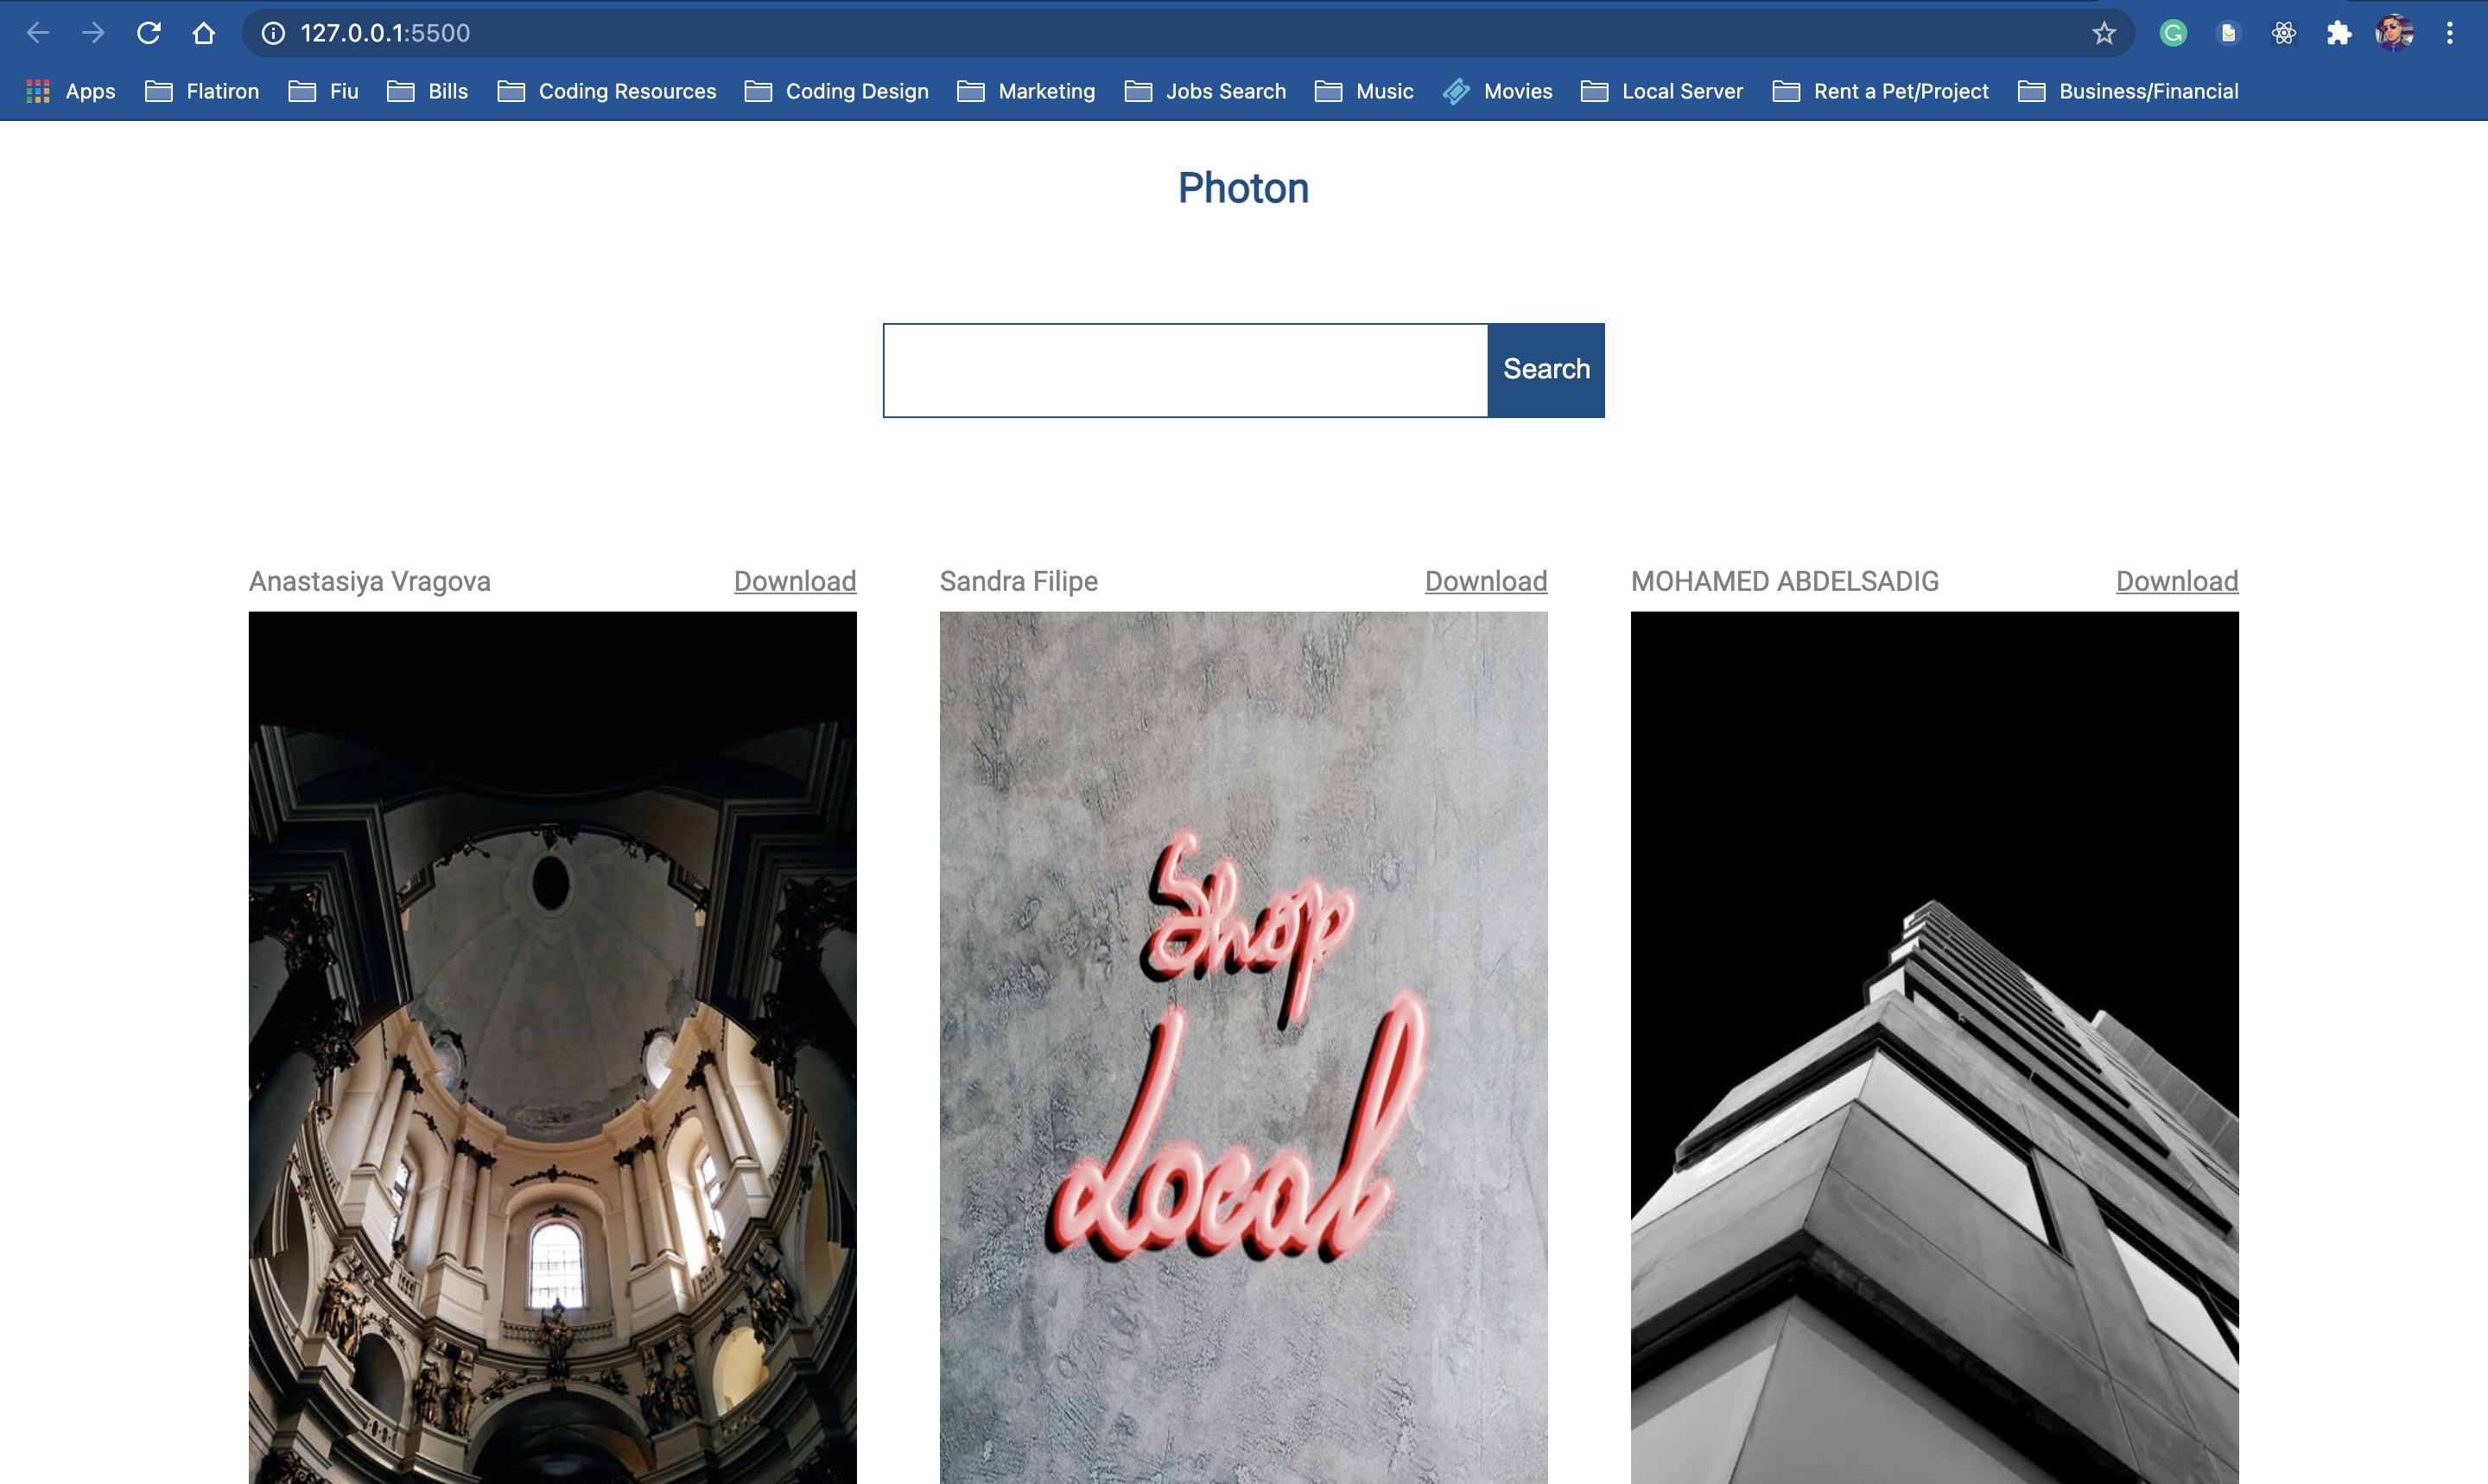 127.0.0.1:5500
Apps Flatiron Fiu Bills Coding Resources Coding Design Marketing Jobs Search Music Movies Local Server Rent a Pet/Project Business/Financial
Photon
Search
Anastasiya Vragova Download Sandra Filipe Download MOHAMED ABDELSADIG Download
Shop
Local